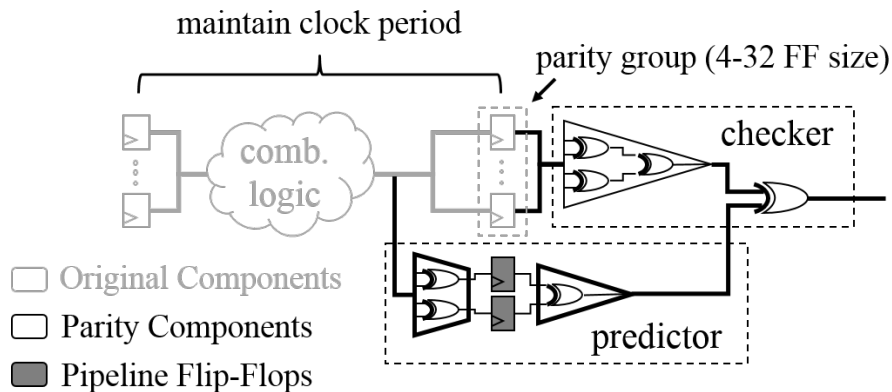 maintain clock period
parity group (4-32 FF size)
checker
comb.
logic
predictor
Original Components
Parity Components
Pipeline Flip-Flops